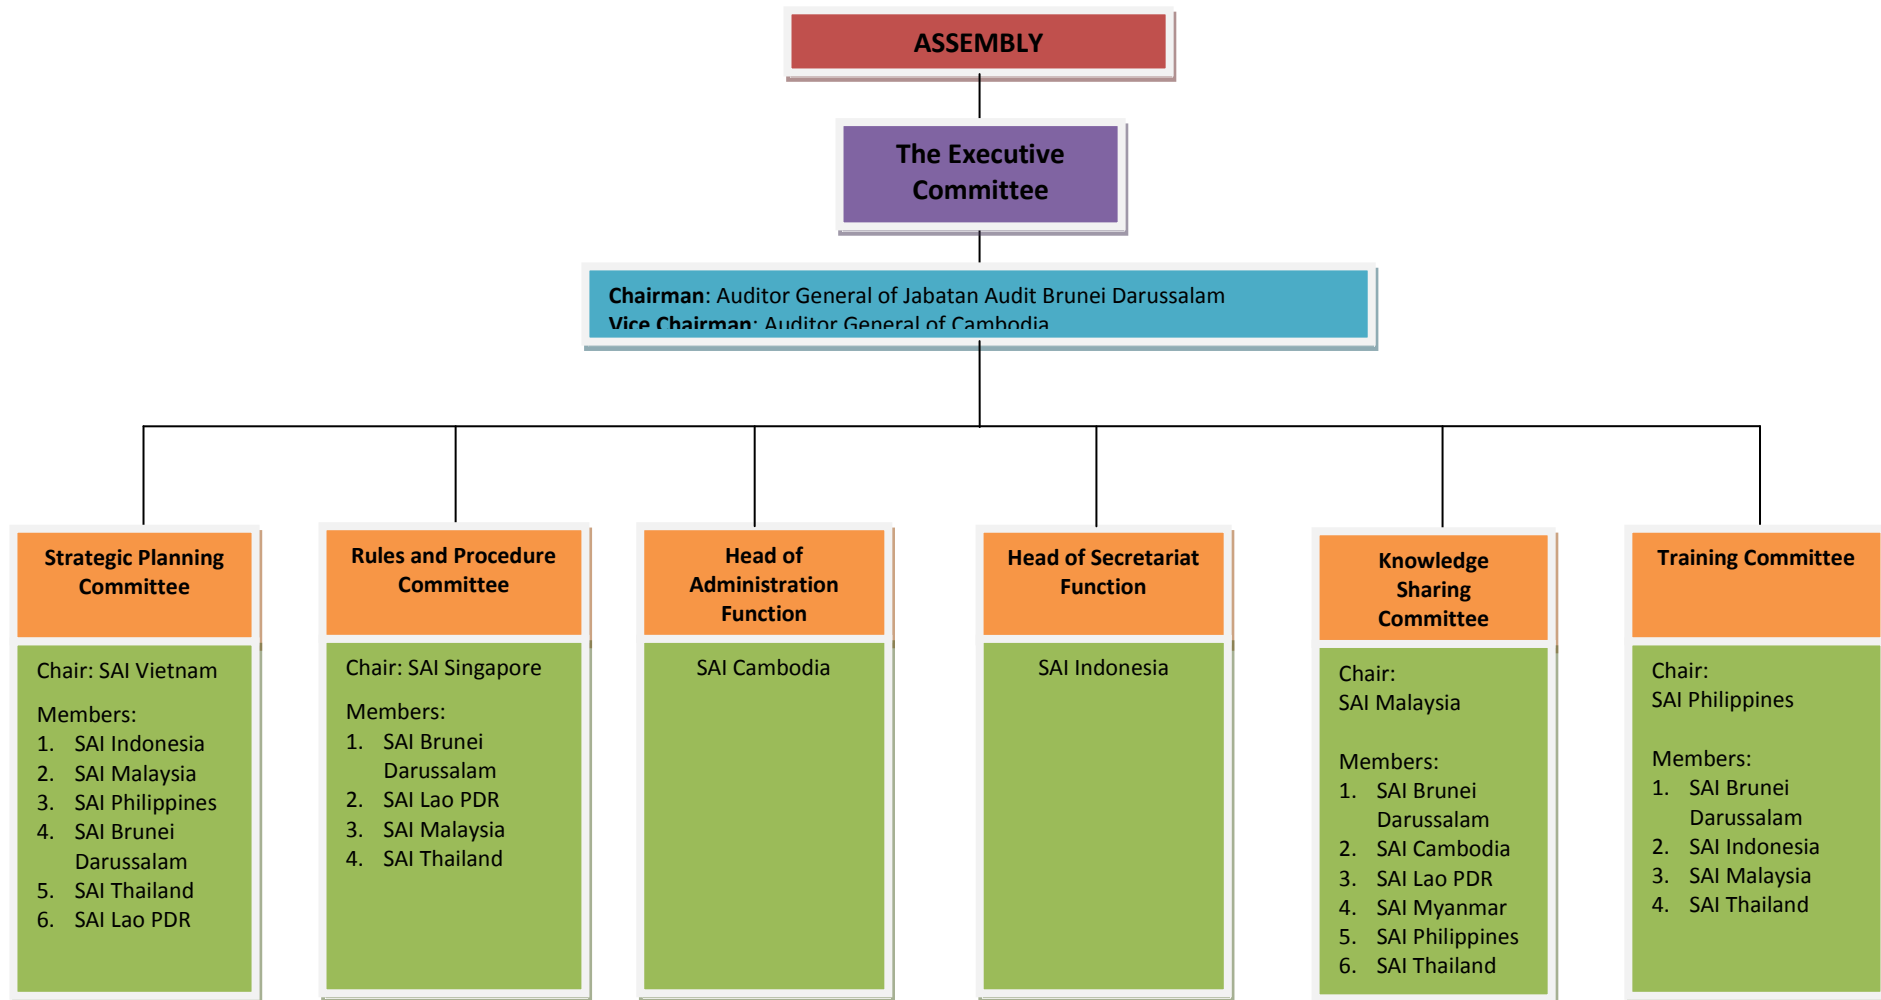 ASSEMBLY
The Executive
Committee
Chairman: Auditor General of Jabatan Audit Brunei Darussalam
Vice Chairman: Auditor General of Cambodia
Strategic Planning
Committee
Chair: SAI Vietnam
Members:
1. SAI Indonesia
2. SAI Malaysia
3. SAI Philippines
4. SAI Brunei
Darussalam
5. SAI Thailand
6. SAI Lao PDR
Rules and Procedure
Committee
Chair: SAI Singapore
Members:
1. SAI Brunei
Darussalam
2. SAI Lao PDR
3. SAI Malaysia
4. SAI Thailand
Head of
Administration
Function
SAI Cambodia
Head of Secretariat
Function
SAI Indonesia
Knowledge
Sharing
Committee
Chair:
SAI Malaysia
Members:
1. SAI Brunei
Darussalam
2. SAI Cambodia
3. SAI Lao PDR
4. SAI Myanmar
5. SAI Philippines
6. SAI Thailand
Training Committee
Chair:
SAI Philippines
Members:
1. SAI Brunei
Darussalam
2. SAI Indonesia
3. SAI Malaysia
4. SAI Thailand